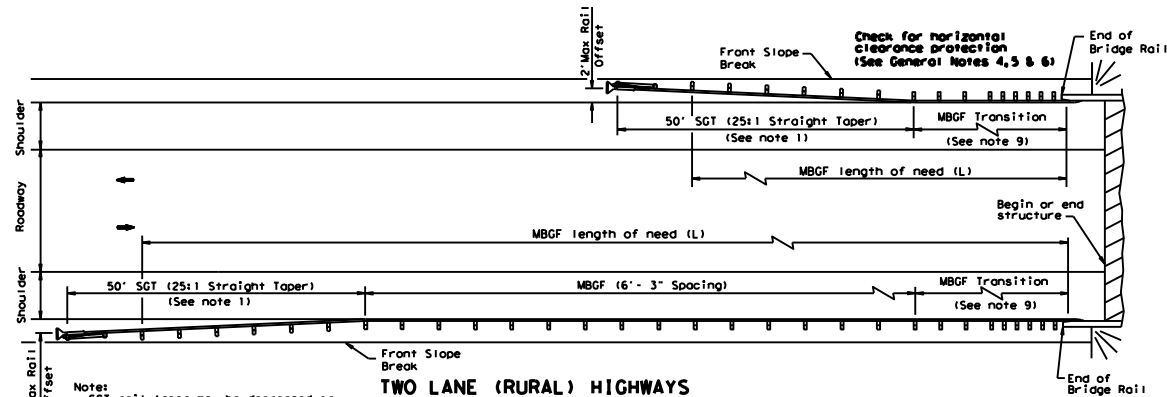 2' Max Rail
Offset
Front Slope
Break
Check for horizontal
clearance protection
(See General Notes 4,5 & 6)
End of
Bridge Rail
Shoulder
50' SGT (25:1 Straight Taper)
(See note 1)
MBGF Transition
(See note 9)
MBGF length of need (L)
Roadway
Begin or end
structure
MBGF length of need (L)
Shoulder
50' SGT (25:1 Straight Taper)
(See note 1)
MBGF (6'- 3" Spacing)
MBGF Transition
(See note 9)
Front Slope
Break
End of
Bridge Rail
Rail
Note:
TWO LANE (RURAL) HIGHWAYS